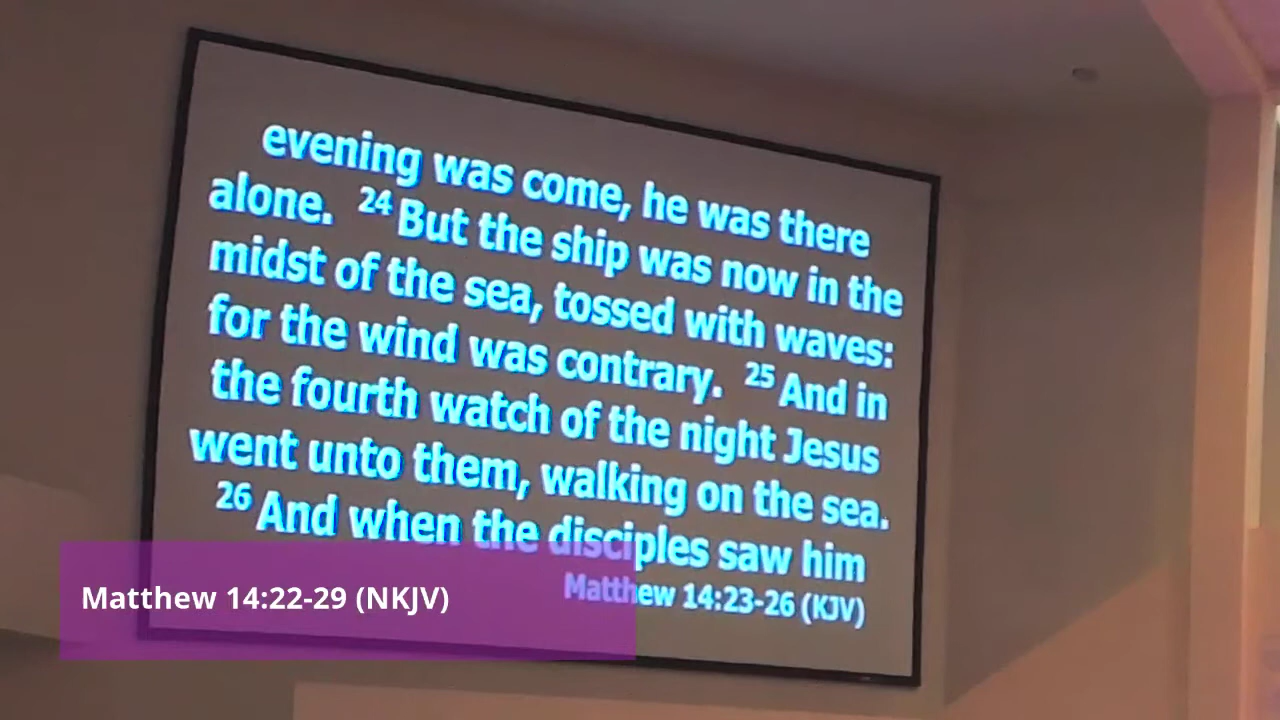 evening was come, he was there
alone. 24 But the ship was now in the
midst of the sea, tossed with waves:
for the wind was contrary. 25 And in
the fourth watch of the night Jesus
went unto them, walking on the sea.
26 And when the disciples saw him
Matthew 14:23-26 (KJV)
Matthew 14:22-29 (NKJV)